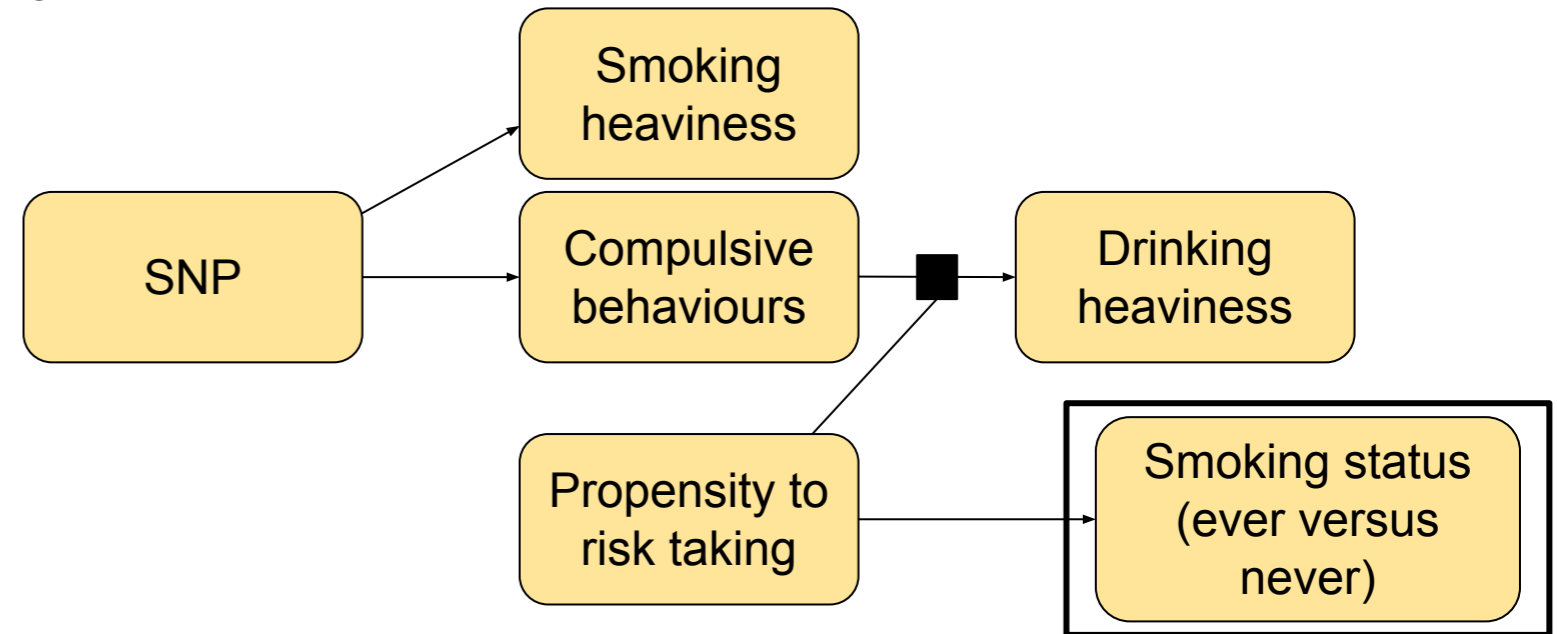 Smoking
heaviness
SNP
Compulsive
behaviours
Drinking
heaviness
Propensity to
risk taking
Smoking status
(ever versus
never)